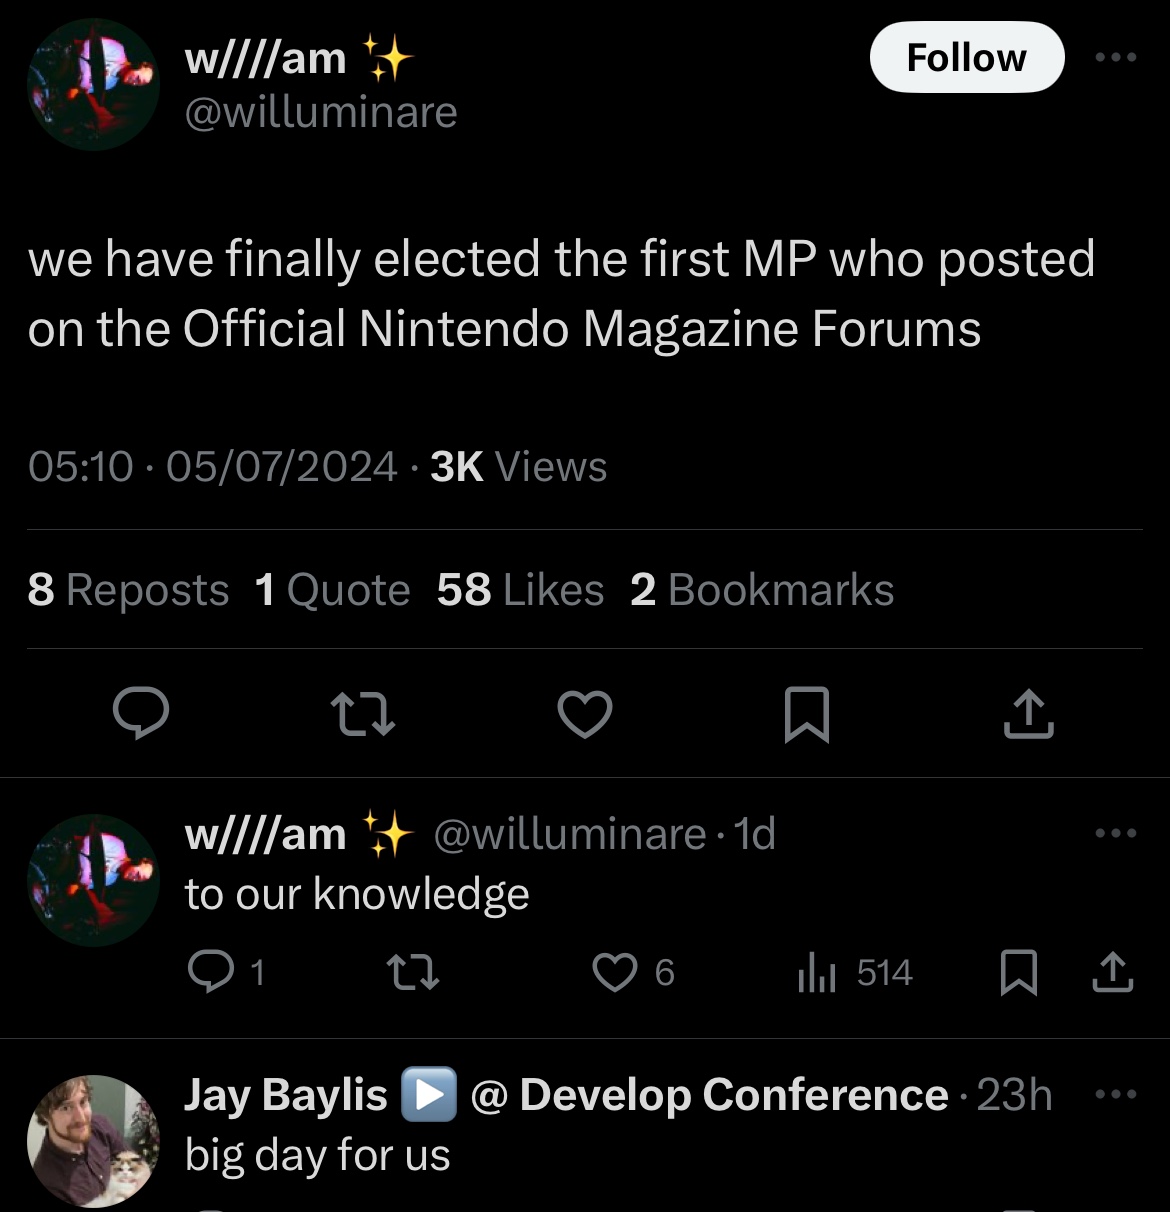 w////am ✨
Follow
@willuminare
we have finally elected the first MP who posted
on the Official Nintendo Magazine Forums
05:10 · 05/07/2024 · 3K Views
8 Reposts 1 Quote 58 Likes 2 Bookmarks
w////am ✨ @willuminare · 1d
to our knowledge
1 6 514
Jay Baylis ▶️ @ Develop Conference · 23h
big day for us